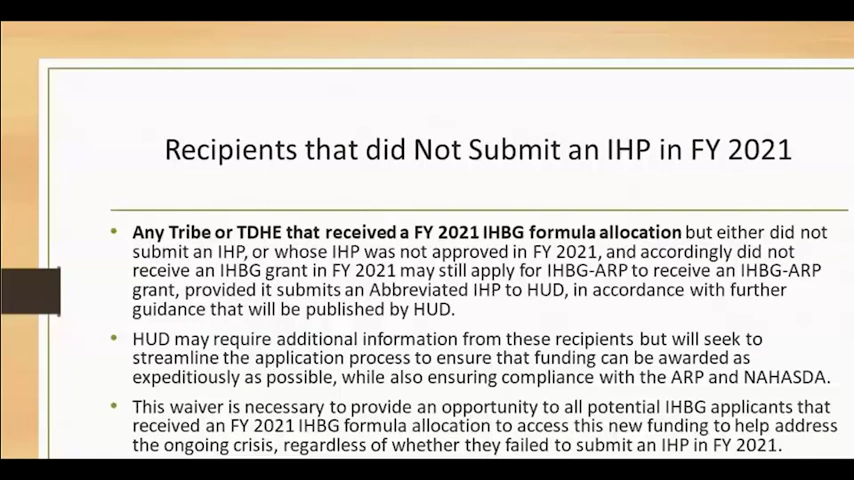 Recipients that did Not Submit an IHP in FY 2021
• Any Tribe or TDHE that received a FY 2021 IHBG formula allocation but either did not
submit an IHP, or whose IHP was not approved in FY 2021, and accordingly did not
receive an IHBG grant in FY 2021 may still apply for IHBG-ARP to receive an IHBG-ARP
grant, provided it submits an Abbreviated IHP to HUD, in accordance with further
guidance that will be published by HUD.
• HUD may require additional information from these recipients but will seek to
streamline the application process to ensure that funding can be awarded as
expeditiously as possible, while also ensuring compliance with the ARP and NAHASDA.
• This waiver is necessary to provide an opportunity to all potential IHBG applicants that
received an FY 2021 IHBG formula allocation to access this new funding to help address
the ongoing crisis, regardless of whether they failed to submit an IHP in FY 2021.